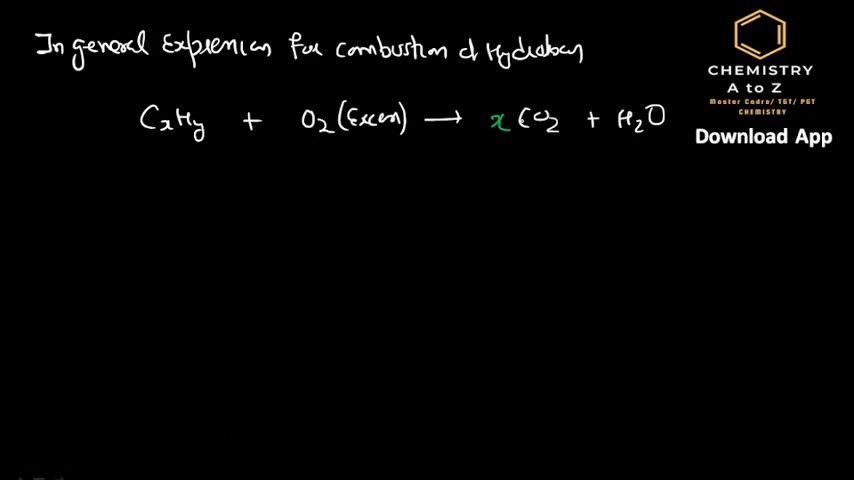 In general Expression for combustion of Hydrocarbon
CxHy + O2 (Excess) ⟶ x CO2 + H2O
CHEMISTRY
A to Z
Master Cadre/ TGT/ PGT
CHEMISTRY
Download App